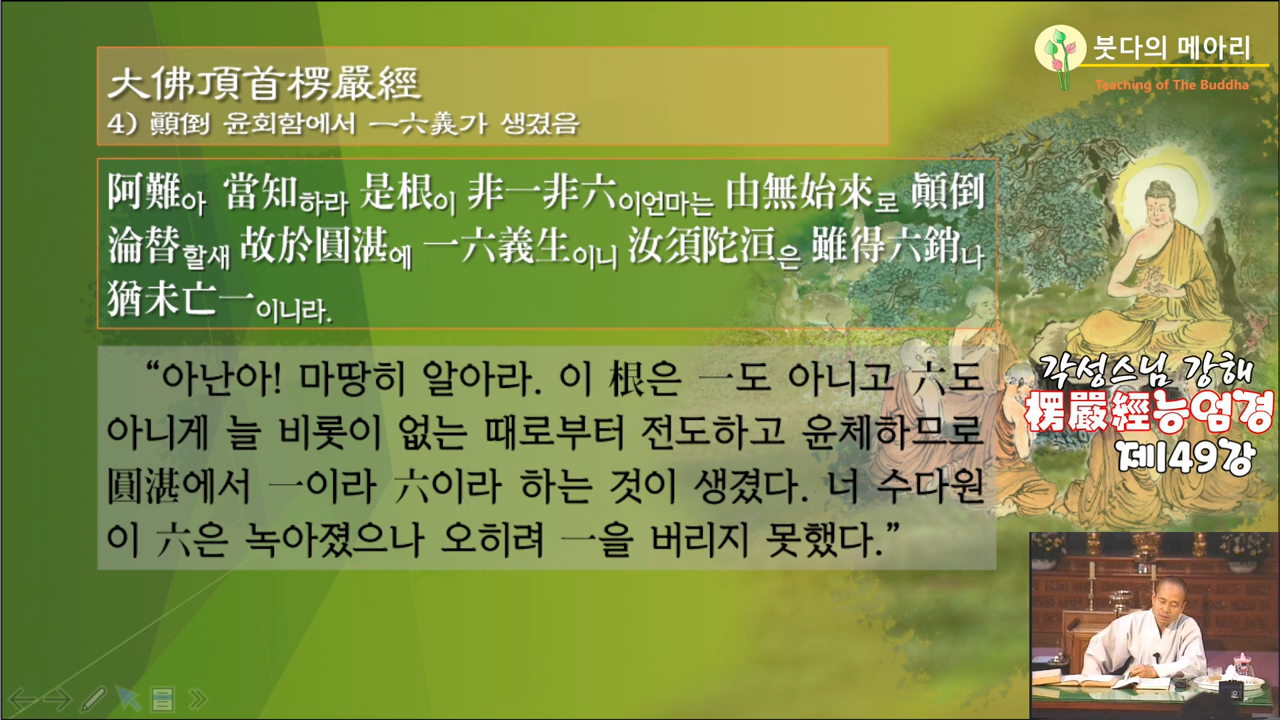 大佛頂首楞嚴經
4) 顚倒 윤회함에서 一六義가 생겼음
阿難아 當知하라 是根이 非一非六이언마는 由無始來로 顚倒
淪替할새 故於圓湛에 一六義生이니 汝須陀洹은 雖得六銷나
猶未亡一이니라.
“아난아! 마땅히 알아라. 이 根은 一도 아니고 六도
아니게 늘 비롯이 없는 때로부터 전도하고 윤체하므로
圓湛에서 一이라 六이라 하는 것이 생겼다. 너 수다원
이 六은 녹아졌으나 오히려 一을 버리지 못했다.”
붓다의 메아리
Teaching of The Buddha
각성스님 강해
楞嚴經능엄경
제149강